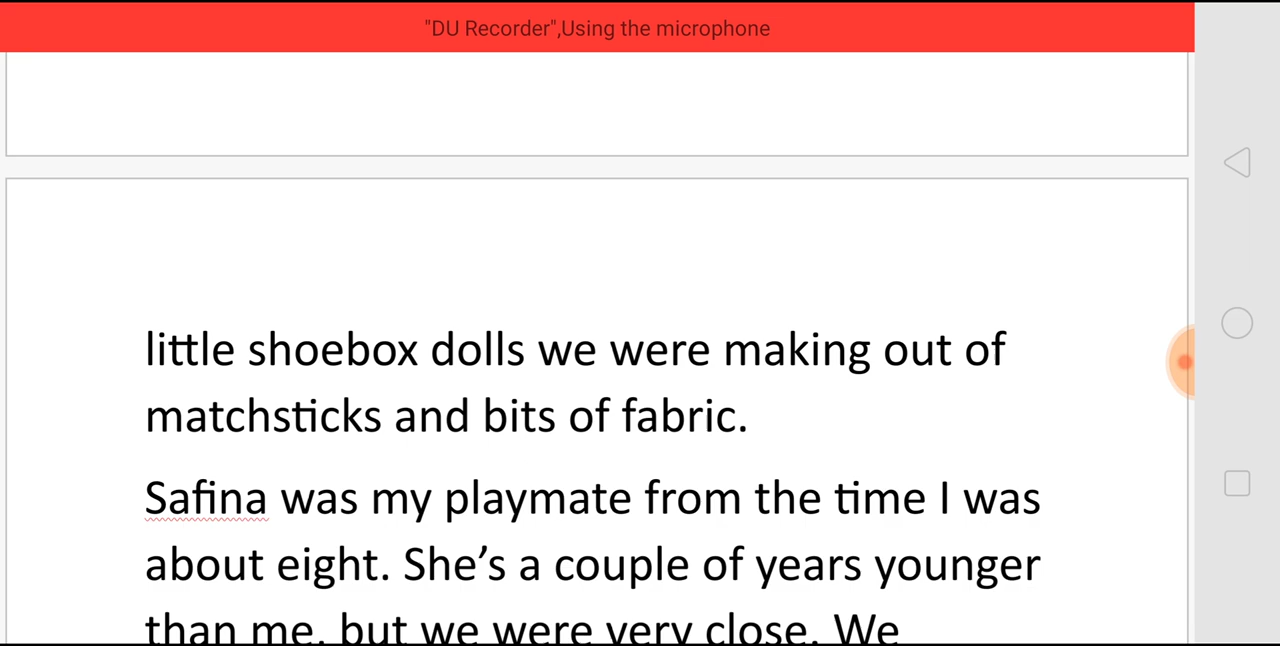 "DU Recorder",Using the microphone
little shoebox dolls we were making out of
matchsticks and bits of fabric.
Safina was my playmate from the time I was
about eight. She’s a couple of years younger
than me, but we were very close. We